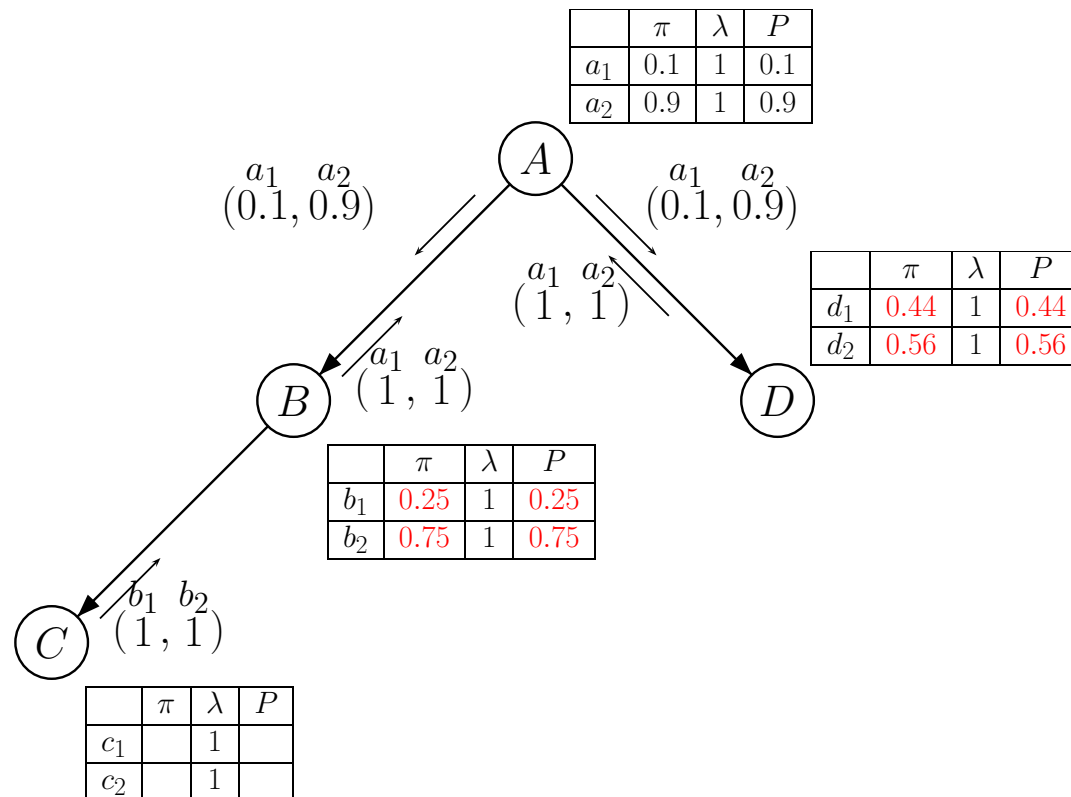 π λ P
a₁ 0.1 1 0.1
a₂ 0.9 1 0.9
A
a₁ a₂
(0.1, 0.9)
a₁ a₂
(0.1, 0.9)
a₁ a₂
(1, 1)
π λ P
d₁ 0.44 1 0.44
d₂ 0.56 1 0.56
a₁ a₂
(1, 1)
B
D
π λ P
b₁ 0.25 1 0.25
b₂ 0.75 1 0.75
b₁ b₂
(1, 1)
C
π λ P
c₁ 1
c₂ 1